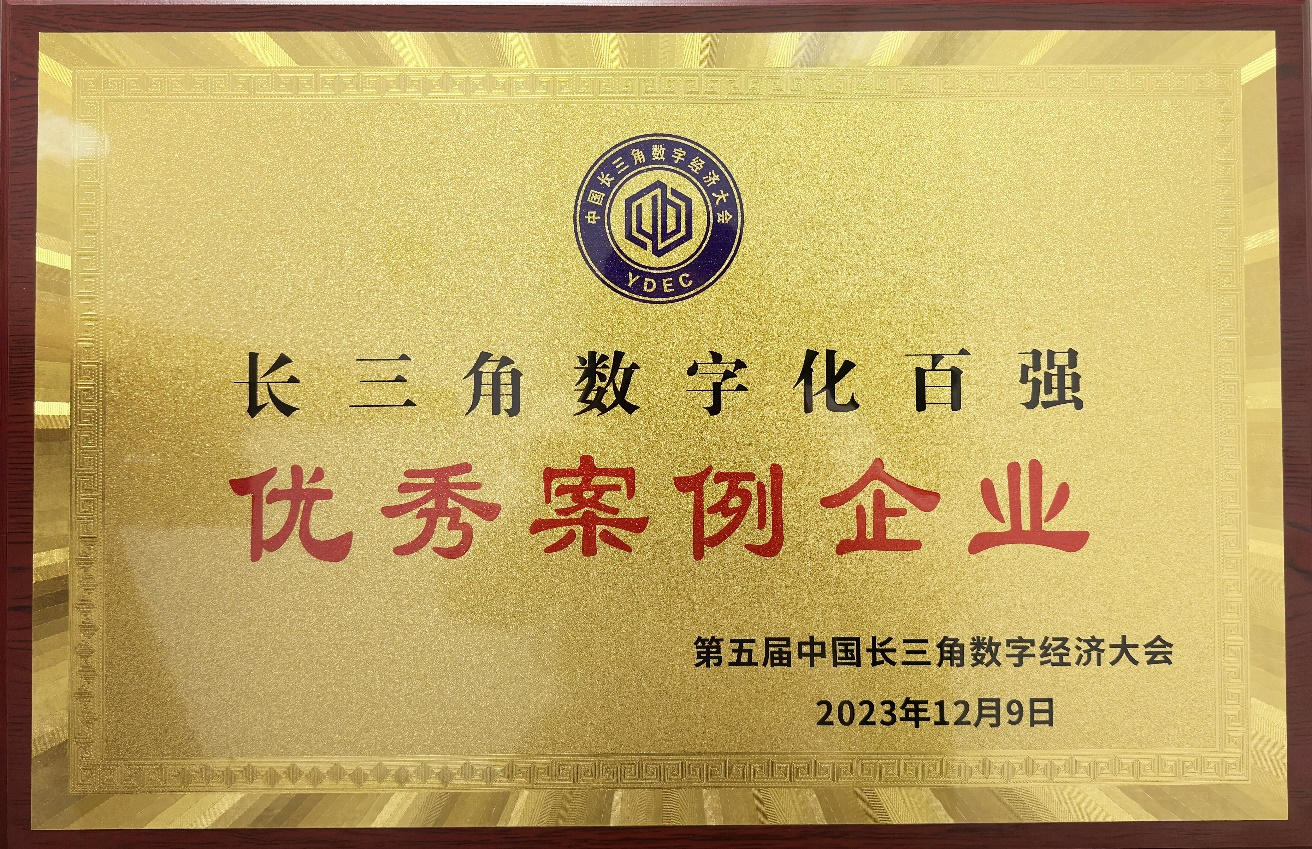 中国长三角数字经济大会
YDEC
长三角数字化百强
优秀案例企业
第五届中国长三角数字经济大会
2023年12月9日